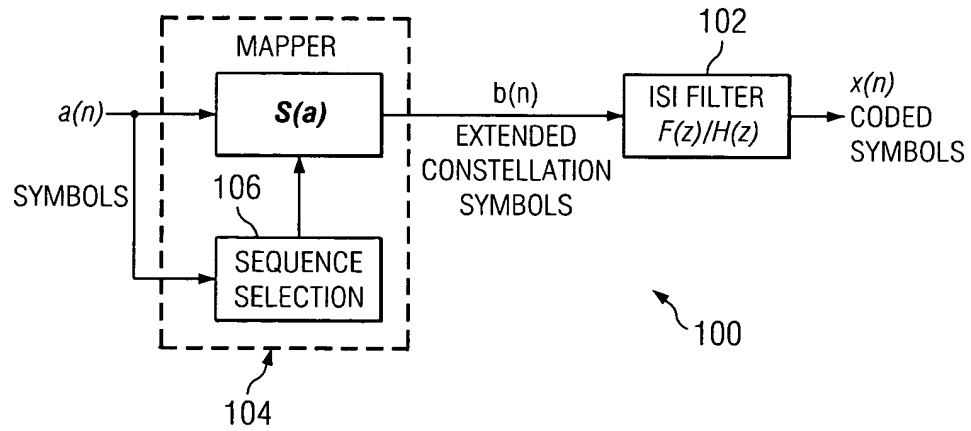 MAPPER
a(n)
SYMBOLS
S(a)
106
SEQUENCE
SELECTION
104
b(n)
EXTENDED
CONSTELLATION
SYMBOLS
102
ISI FILTER
F(z)/H(z)
x(n)
CODED
SYMBOLS
100